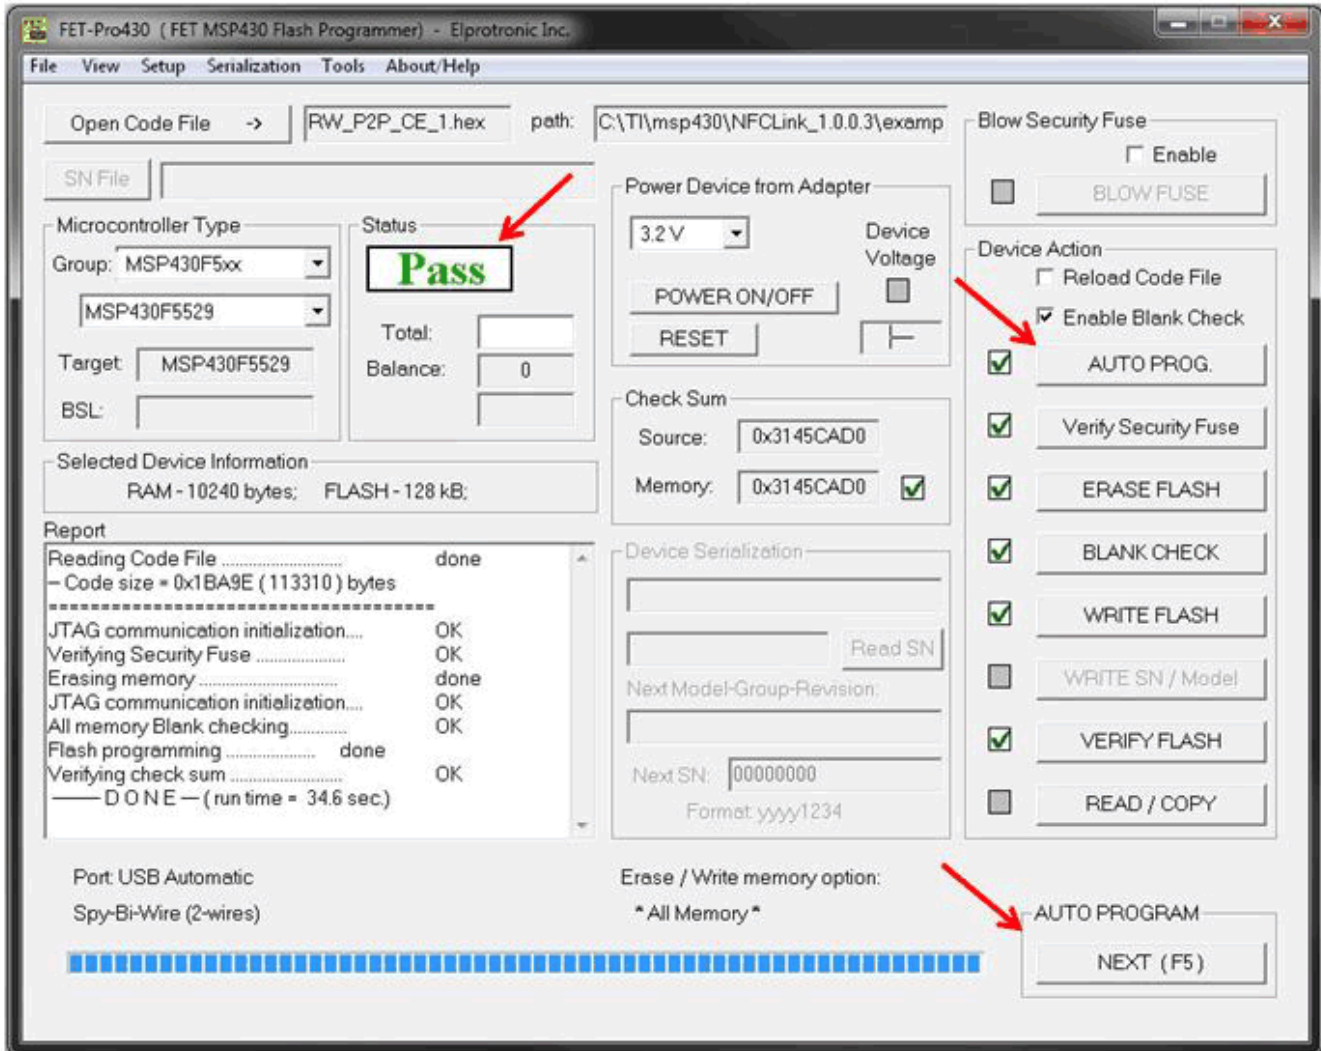 FET-Pro430 ( FET MSP430 Flash Programmer) - Elprotronic Inc.
File View Setup Serialization Tools About/Help
Open Code File -> RW_P2P_CE_1.hex path: C:\TI\msp430\NFCLink_1.0.0.3\examp
SN File
Microcontroller Type
Group: MSP430F5xx
MSP430F5529
Target: MSP430F5529
BSL:
Status
Pass
Total:
Balance: 0
Selected Device Information
RAM - 10240 bytes; FLASH - 128 kB;
Report
Reading Code File .......................... done
— Code size = 0x1BA9E ( 113310 ) bytes
=====================================
JTAG communication initialization.... OK
Verifying Security Fuse ................... OK
Erasing memory .............................. done
JTAG communication initialization.... OK
All memory Blank checking............ OK
Flash programming ................... done
Verifying check sum ........................ OK
——— D O N E — ( run time = 34.6 sec.)
Power Device from Adapter
3.2 V
Device
Voltage
POWER ON/OFF
RESET
Check Sum
Source: 0x3145CAD0
Memory: 0x3145CAD0
Device Serialization
Read SN
Next Model-Group-Revision:
Next SN: 00000000
Format: yyyy1234
Blow Security Fuse
Enable
BLOW FUSE
Device Action
Reload Code File
Enable Blank Check
AUTO PROG.
Verify Security Fuse
ERASE FLASH
BLANK CHECK
WRITE FLASH
WRITE SN / Model
VERIFY FLASH
READ / COPY
Port: USB Automatic
Spy-Bi-Wire (2-wires)
Erase / Write memory option:
* All Memory *
AUTO PROGRAM
NEXT ( F5 )